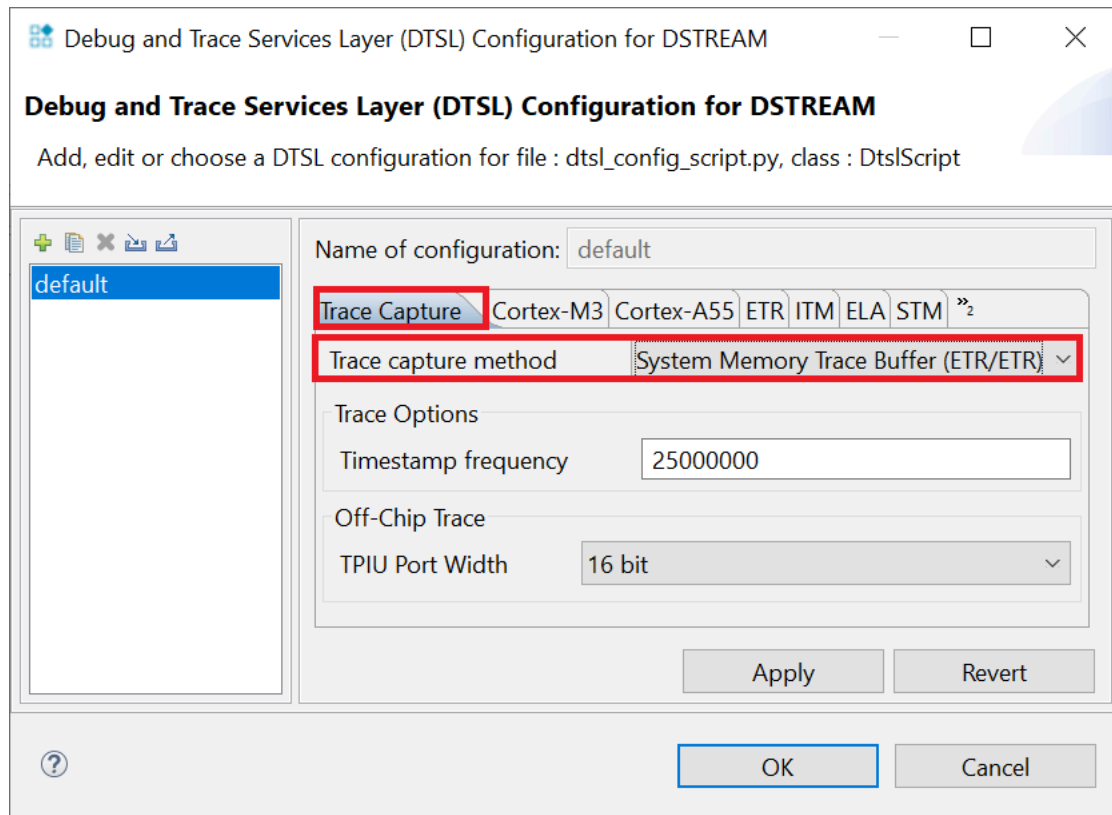 Debug and Trace Services Layer (DTSL) Configuration for DSTREAM
Debug and Trace Services Layer (DTSL) Configuration for DSTREAM
Add, edit or choose a DTSL configuration for file : dtsl_config_script.py, class : DtslScript
default
Name of configuration: default
Trace Capture Cortex-M3 Cortex-A55 ETR ITM ELA STM »2
Trace capture method System Memory Trace Buffer (ETR/ETR)
Trace Options
Timestamp frequency 25000000
Off-Chip Trace
TPIU Port Width 16 bit
Apply Revert
? OK Cancel